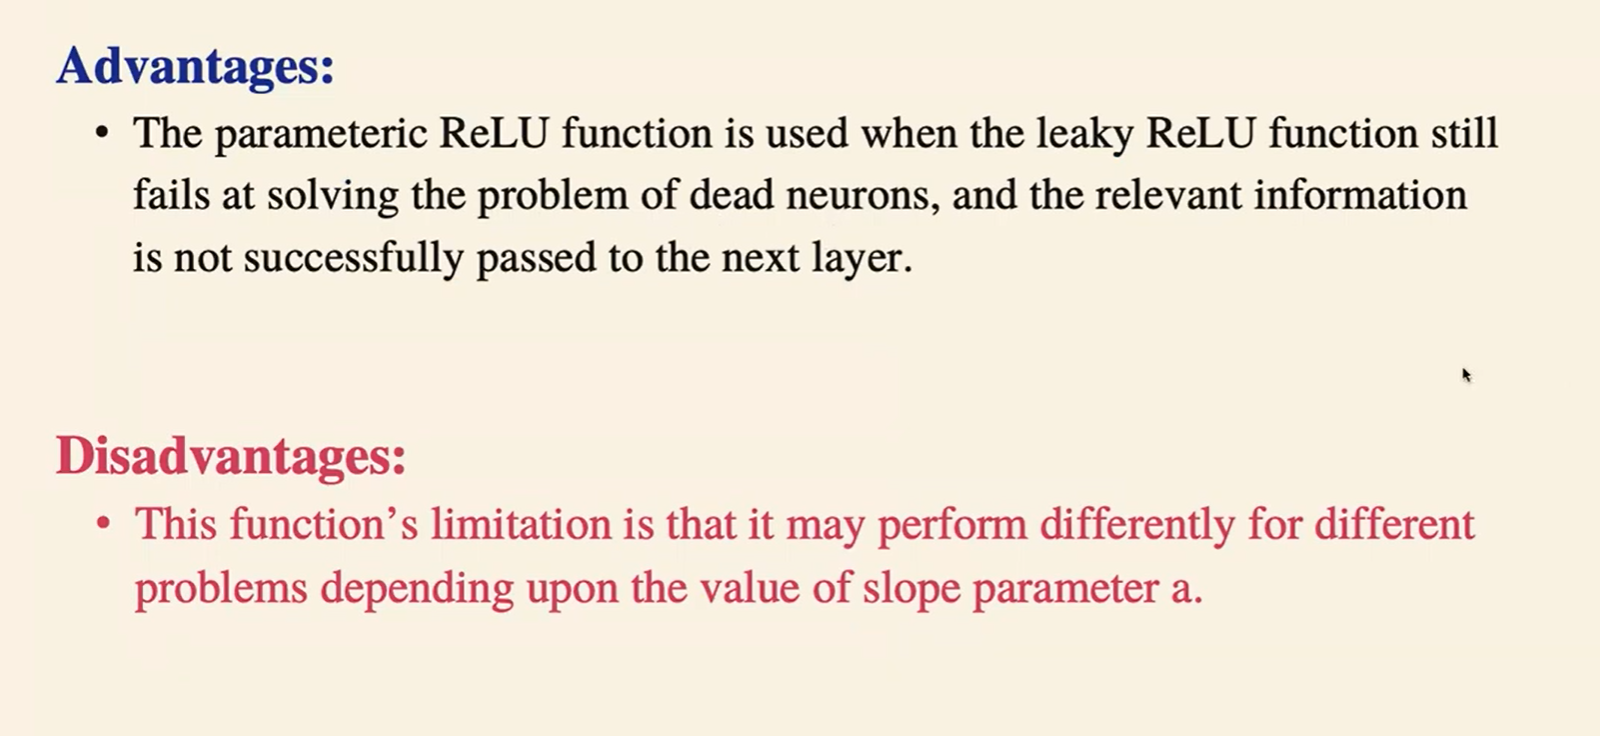 Advantages:
• The parameteric ReLU function is used when the leaky ReLU function still
fails at solving the problem of dead neurons, and the relevant information
is not successfully passed to the next layer.
Disadvantages:
• This function’s limitation is that it may perform differently for different
problems depending upon the value of slope parameter a.